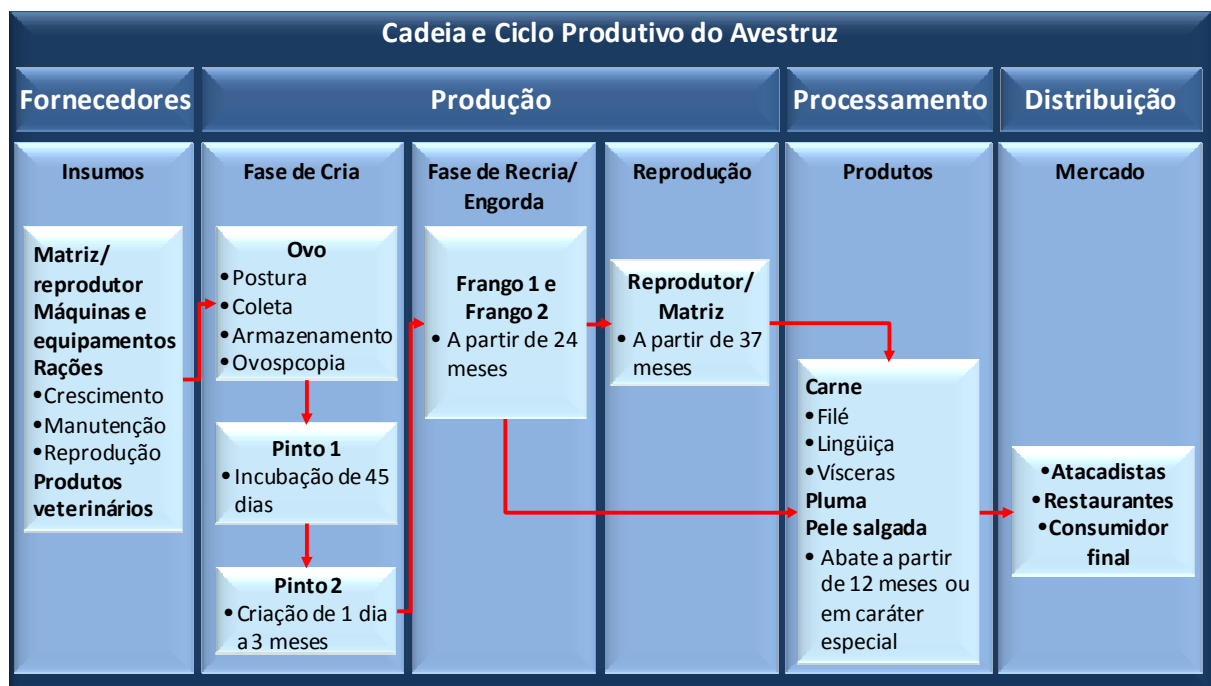 Cadeia e Ciclo Produtivo do Avestruz
Fornecedores
Produção
Processamento
Distribuição
Insumos
Matriz/
reprodutor
Máquinas e
equipamentos
Rações
•Crescimento
•Manutenção
•Reprodução
Produtos
veterinários
Fase de Cria
Ovo
•Postura
•Coleta
•Armazenamento
•Ovospcopia
Pinto 1
•Incubação de 45
dias
Pinto 2
•Criação de 1 dia
a 3 meses
Fase de Recria/
Engorda
Frango 1 e
Frango 2
• A partir de 24
meses
Reprodução
Reprodutor/
Matriz
• A partir de 37
meses
Produtos
Carne
• Filé
• Lingüiça
• Vísceras
Pluma
Pele salgada
• Abate a partir
de 12 meses ou
em caráter
especial
Mercado
•Atacadistas
•Restaurantes
•Consumidor
final